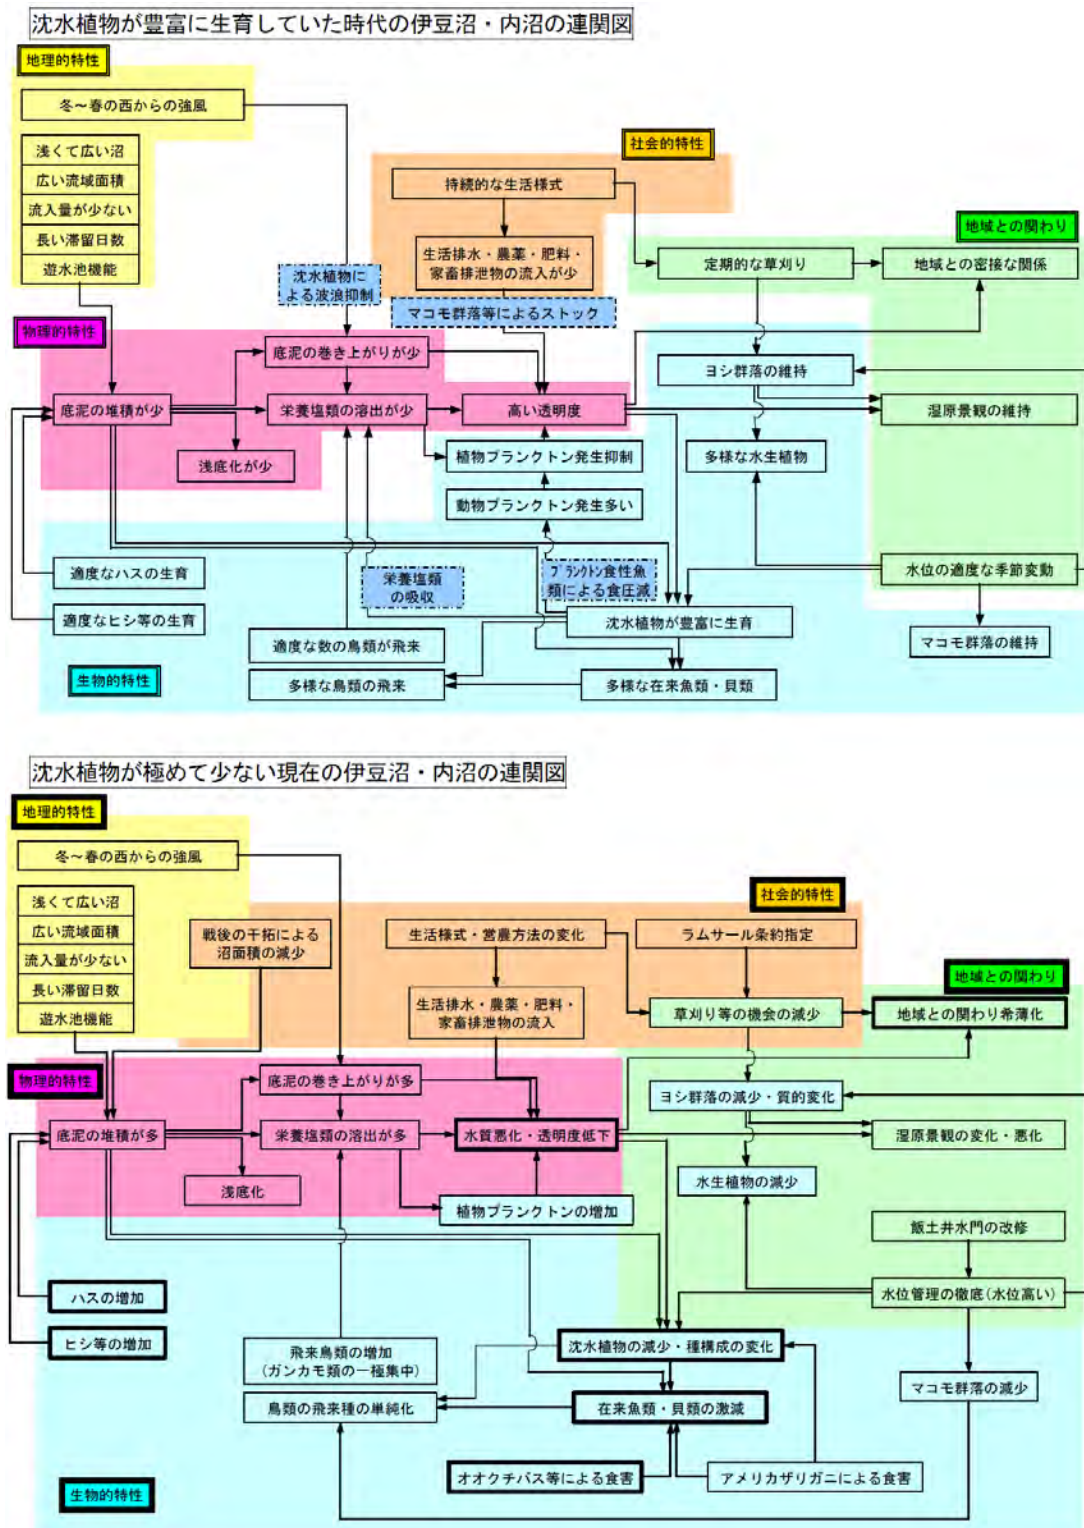 沈水植物が豊富に生育していた時代の伊豆沼・内沼の連関図
地理的特性
冬～春の西からの強風
浅くて広い沼
広い流域面積
流入量が少ない
長い滞留日数
遊水池機能
社会的特性
持続的な生活様式
生活排水・農薬・肥料・
家畜排泄物の流入が少
地域との関わり
定期的な草刈り
地域との密接な関係
沈水植物に
よる波浪抑制
マコモ群落等によるストック
物理的特性
底泥の巻き上がりが少
ヨシ群落の維持
底泥の堆積が少
栄養塩類の溶出が少
高い透明度
湿原景観の維持
浅底化が少
植物プランクトン発生抑制
多様な水生植物
動物プランクトン発生多い
適度なハスの生育
栄養塩類
の吸収
プランクトン食性魚
類による食圧減
水位の適度な季節変動
適度なヒシ等の生育
沈水植物が豊富に生育
適度な数の鳥類が飛来
マコモ群落の維持
生物的特性
多様な鳥類の飛来
多様な在来魚類・貝類
沈水植物が極めて少ない現在の伊豆沼・内沼の連関図
地理的特性
冬～春の西からの強風
浅くて広い沼
広い流域面積
流入量が少ない
長い滞留日数
遊水池機能
社会的特性
戦後の干拓による
沼面積の減少
生活様式・営農方法の変化
ラムサール条約指定
地域との関わり
生活排水・農薬・肥料・
家畜排泄物の流入
草刈り等の機会の減少
地域との関わり希薄化
物理的特性
底泥の巻き上がりが多
ヨシ群落の減少・質的変化
底泥の堆積が多
栄養塩類の溶出が多
水質悪化・透明度低下
湿原景観の変化・悪化
浅底化
水生植物の減少
植物プランクトンの増加
飯土井水門の改修
ハスの増加
水位管理の徹底(水位高い)
ヒシ等の増加
飛来鳥類の増加
(ガンカモ類の一極集中)
沈水植物の減少・種構成の変化
マコモ群落の減少
鳥類の飛来種の単純化
在来魚類・貝類の激減
オオクチバス等による食害
アメリカザリガニによる食害
生物的特性